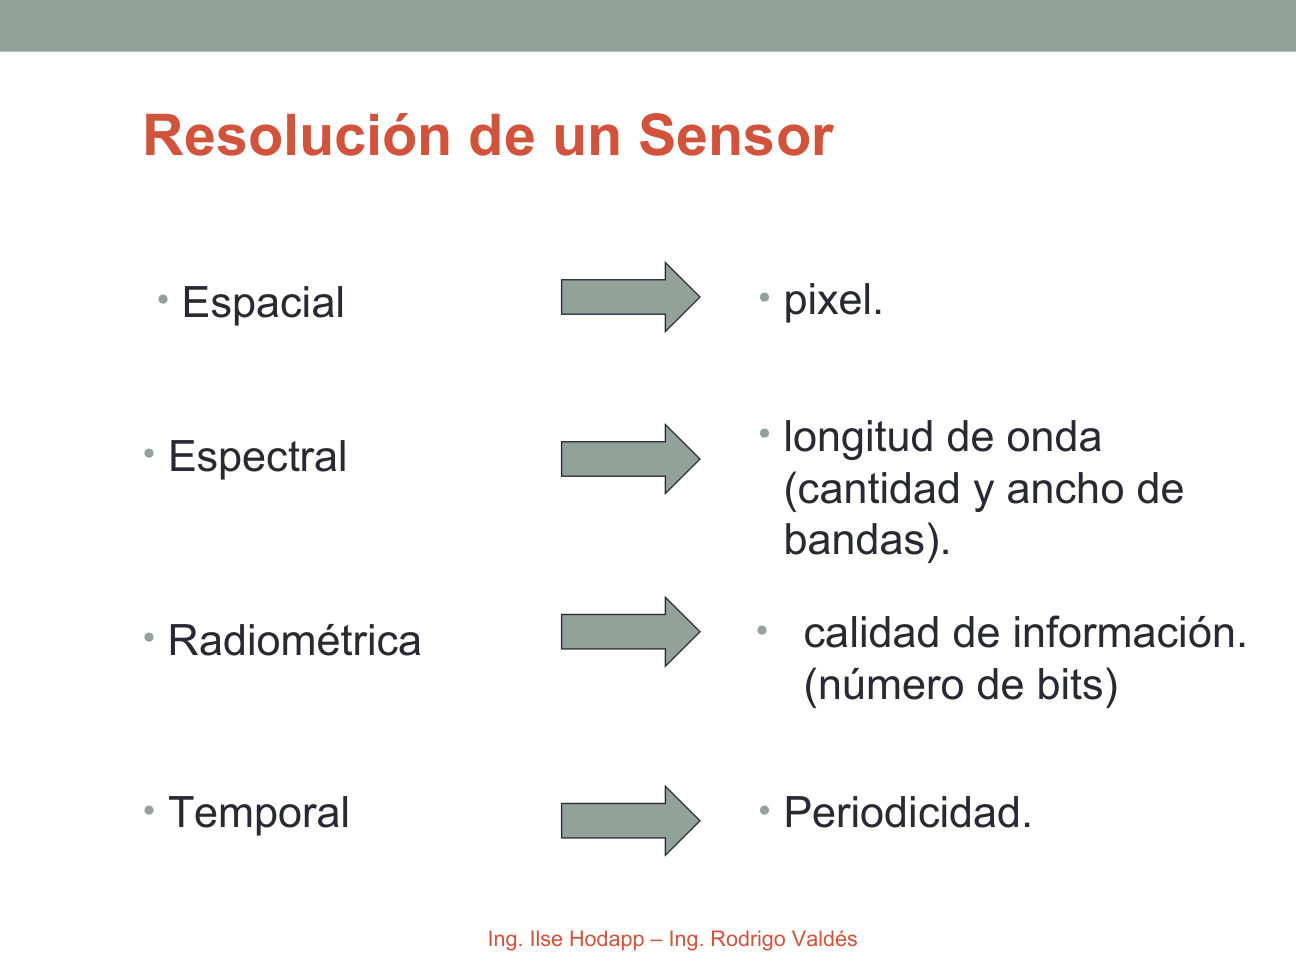 Resolución de un Sensor
• Espacial
• pixel.
• Espectral
• longitud de onda
(cantidad y ancho de
bandas).
• Radiométrica
• calidad de información.
(número de bits)
• Temporal
• Periodicidad.
Ing. Ilse Hodapp – Ing. Rodrigo Valdés